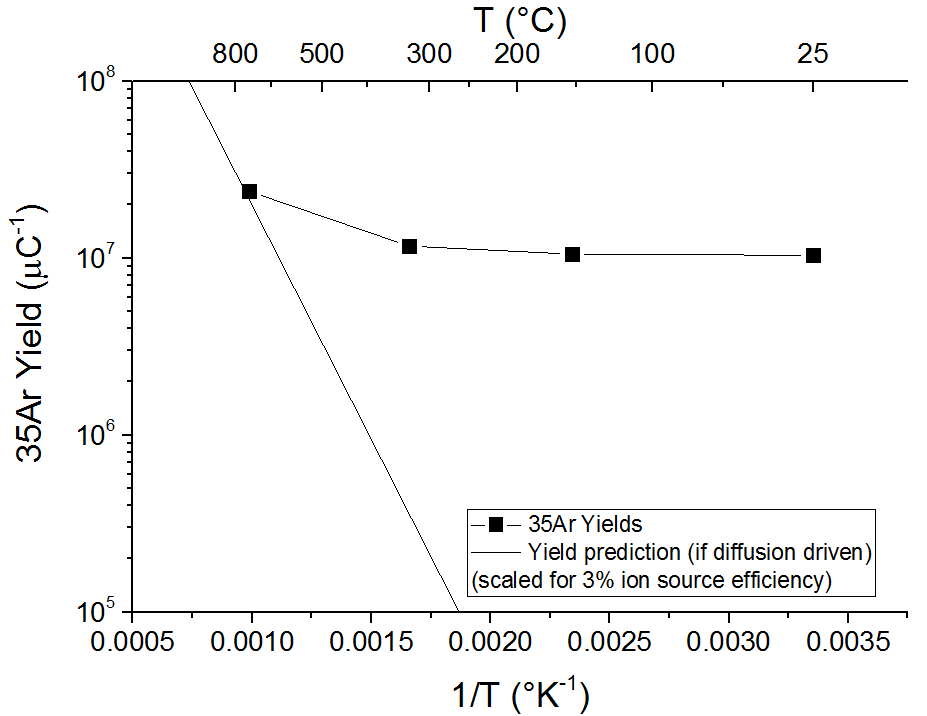 T (°C)
800 500 300 200 100 25
10⁸
10⁷
10⁶
10⁵
35Ar Yield (μC⁻¹)
35Ar Yields
Yield prediction (if diffusion driven)
(scaled for 3% ion source efficiency)
0.0005 0.0010 0.0015 0.0020 0.0025 0.0030 0.0035
1/T (°K⁻¹)